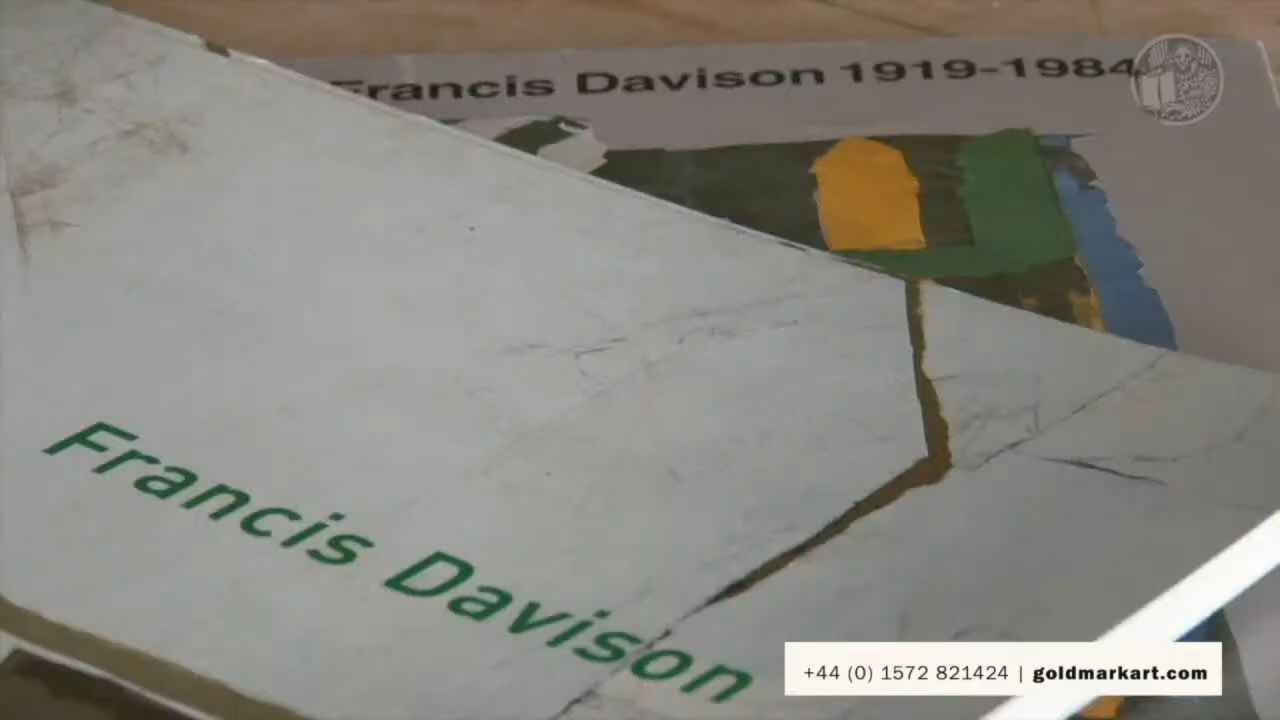 Francis Davison 1919-1984
Francis Davison
+44 (0) 1572 821424 | goldmarkart.com